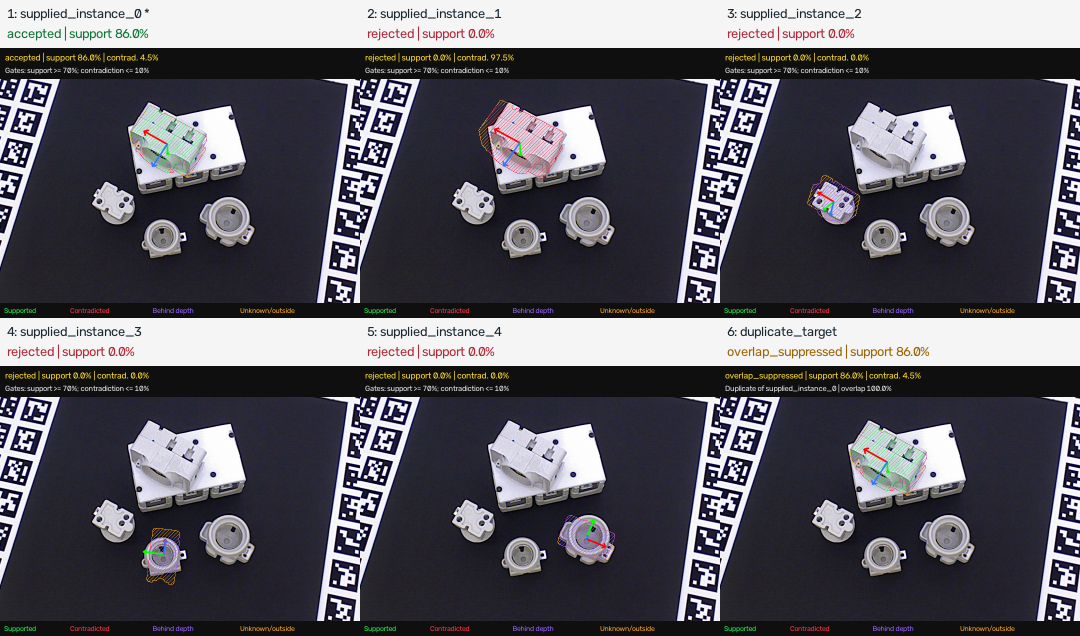 1: supplied_instance_0 *
accepted | support 86.0%
accepted | support 86.0% | contrad. 4.5%
Gates: support >= 70%; contradiction <= 10%
Supported Contradicted Behind depth Unknown/outside
2: supplied_instance_1
rejected | support 0.0%
rejected | support 0.0% | contrad. 97.5%
Gates: support >= 70%; contradiction <= 10%
Supported Contradicted Behind depth Unknown/outside
3: supplied_instance_2
rejected | support 0.0%
rejected | support 0.0% | contrad. 0.0%
Gates: support >= 70%; contradiction <= 10%
Supported Contradicted Behind depth Unknown/outside
4: supplied_instance_3
rejected | support 0.0%
rejected | support 0.0% | contrad. 0.0%
Gates: support >= 70%; contradiction <= 10%
Supported Contradicted Behind depth Unknown/outside
5: supplied_instance_4
rejected | support 0.0%
rejected | support 0.0% | contrad. 0.0%
Gates: support >= 70%; contradiction <= 10%
Supported Contradicted Behind depth Unknown/outside
6: duplicate_target
overlap_suppressed | support 86.0%
overlap_suppressed | support 86.0% | contrad. 4.5%
Duplicate of supplied_instance_0 | overlap 100.0%
Supported Contradicted Behind depth Unknown/outside